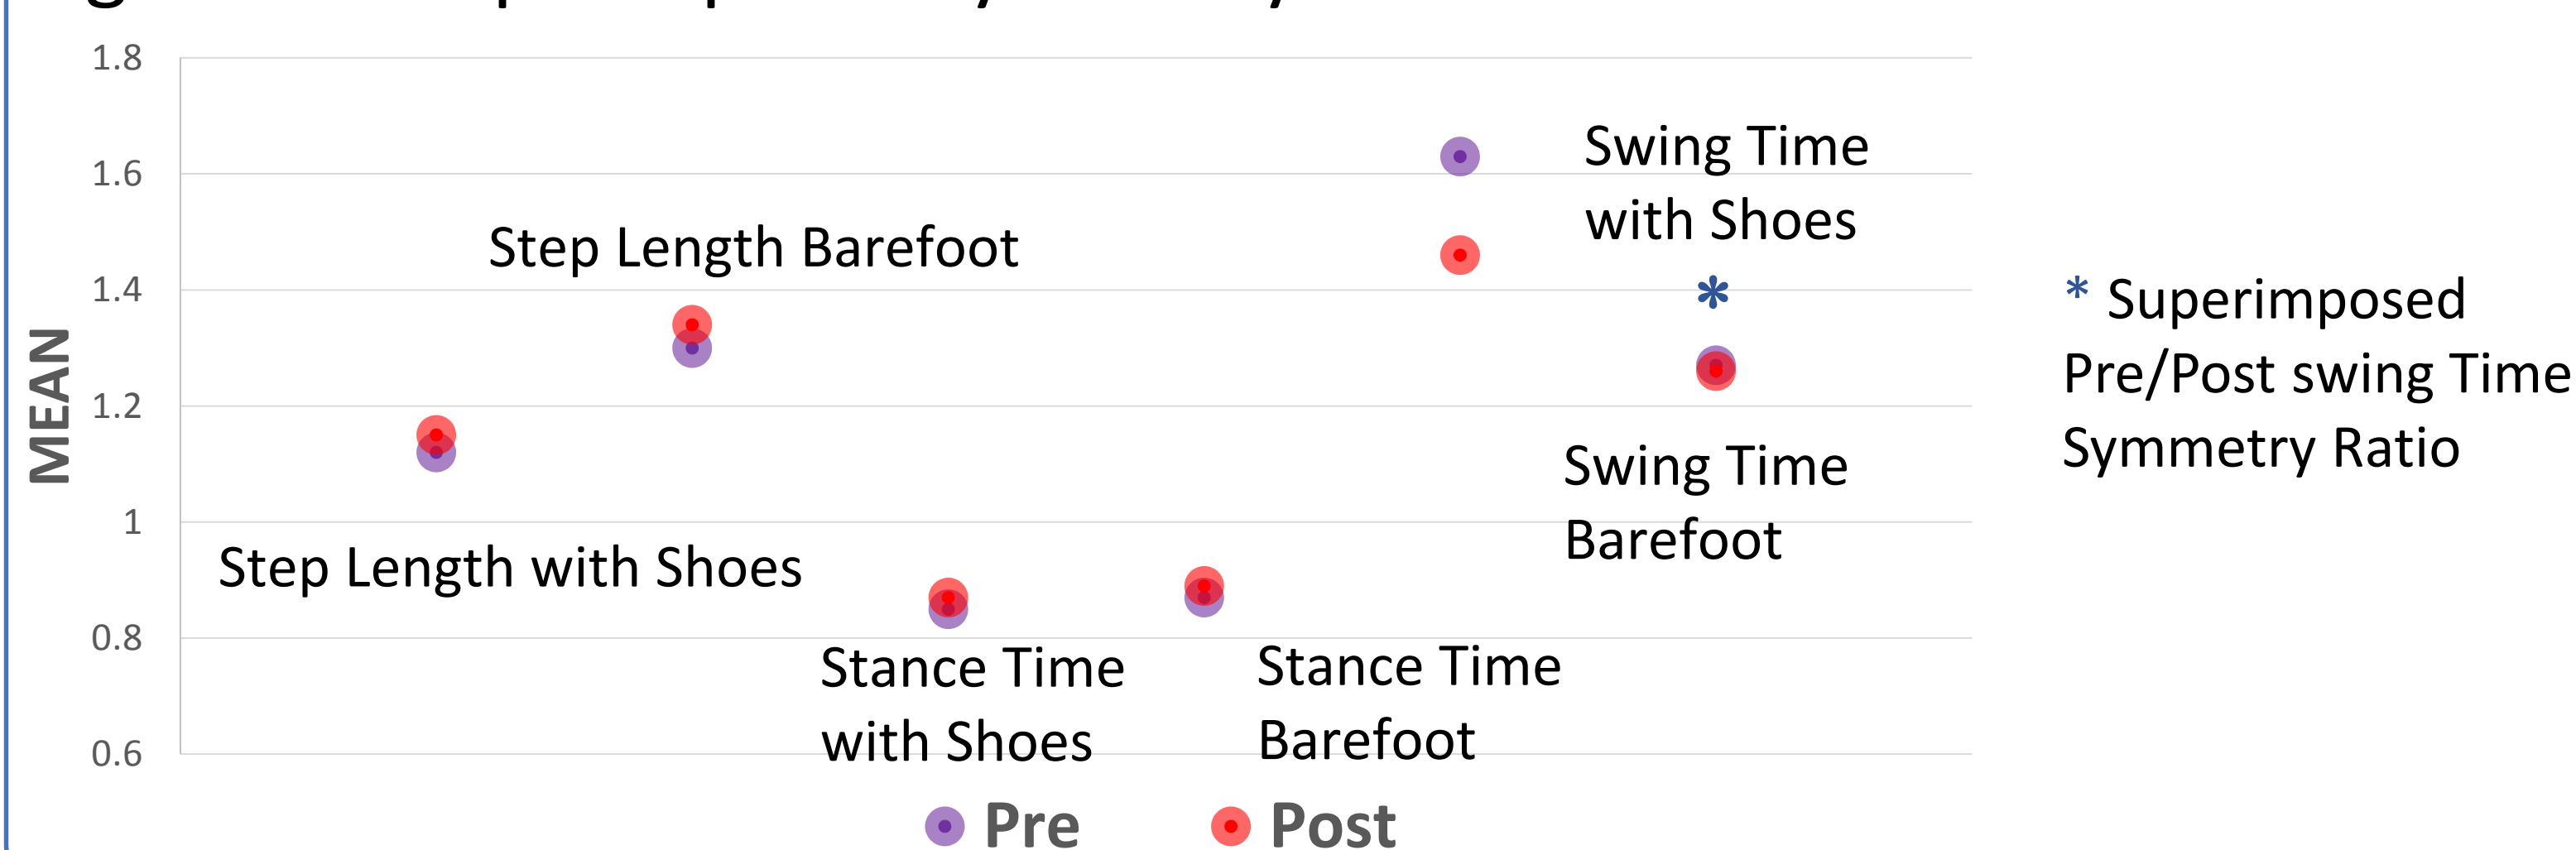 1.8
1.6
1.4
1.2
1
0.8
0.6
MEAN
Step Length Barefoot
Step Length with Shoes
Stance Time
with Shoes
Stance Time
Barefoot
Swing Time
with Shoes
*
Swing Time
Barefoot
* Superimposed
Pre/Post swing Time
Symmetry Ratio
Pre
Post